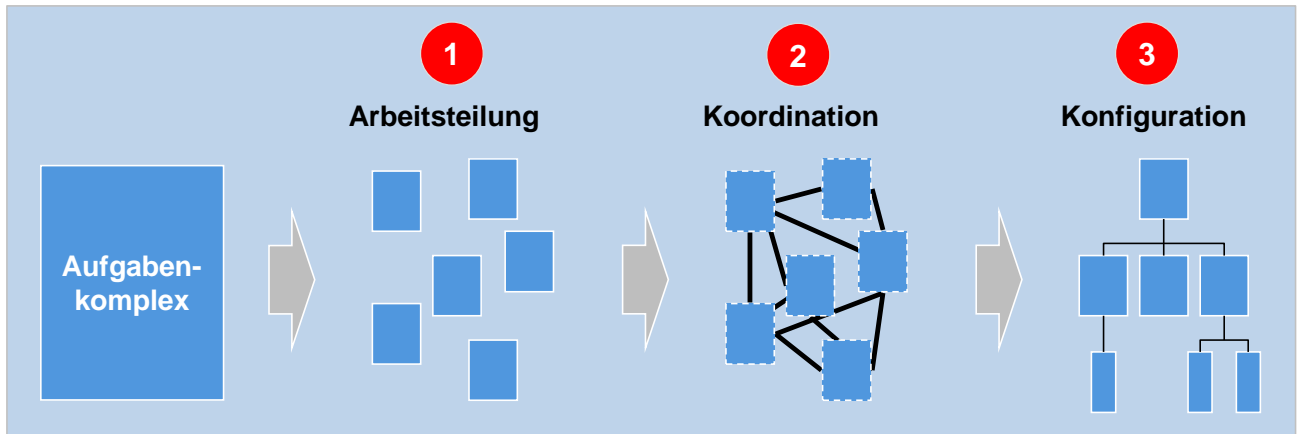 1
Arbeitsteilung
2
Koordination
3
Konfiguration
Aufgaben-
komplex